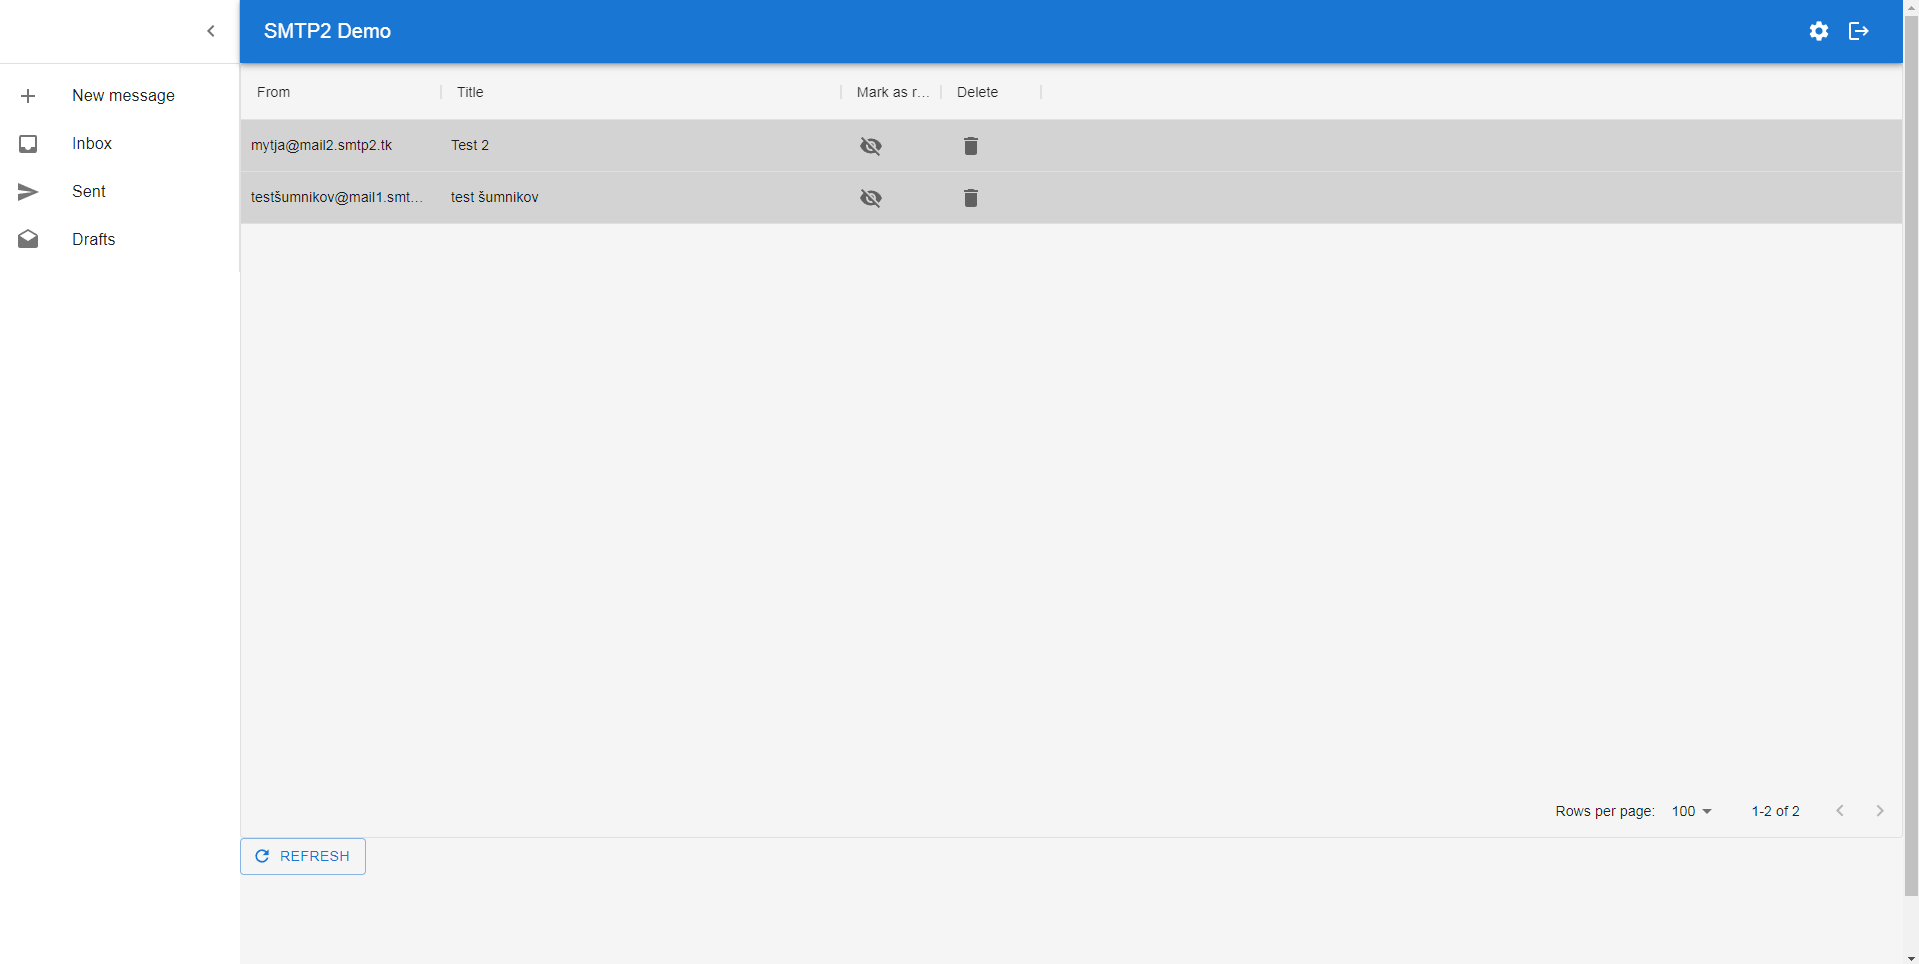 SMTP2 Demo
New message
Inbox
Sent
Drafts
From Title Mark as r... Delete
mytja@mail2.smtp2.tk Test 2
testšumnikov@mail1.smt... test šumnikov
Rows per page: 100 1-2 of 2
REFRESH